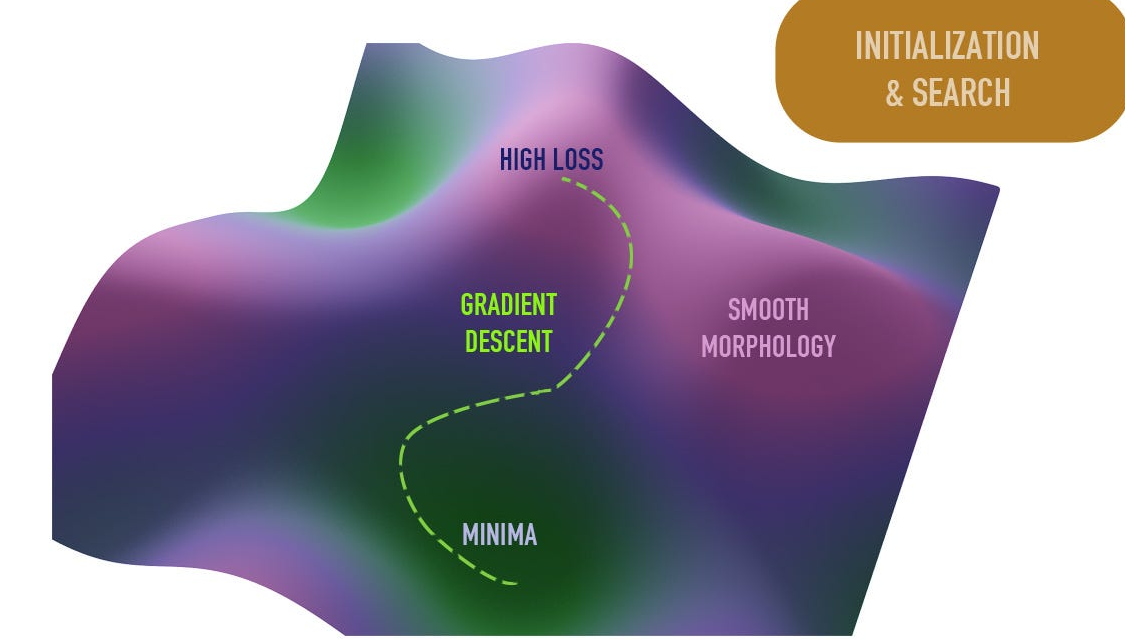 INITIALIZATION
& SEARCH
HIGH LOSS
GRADIENT
DESCENT
SMOOTH
MORPHOLOGY
MINIMA